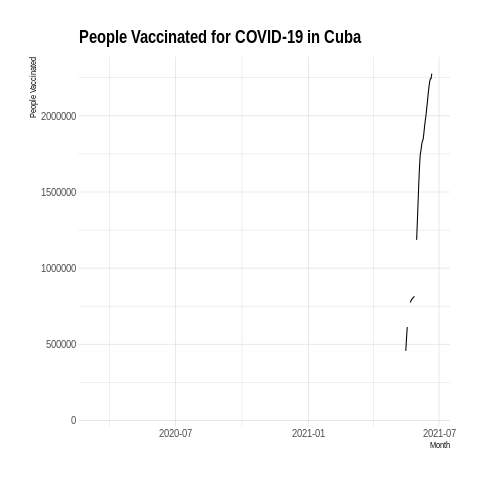 People Vaccinated for COVID-19 in Cuba
People Vaccinated
2000000
1500000
1000000
500000
0
2020-07
2021-01
2021-07
Month